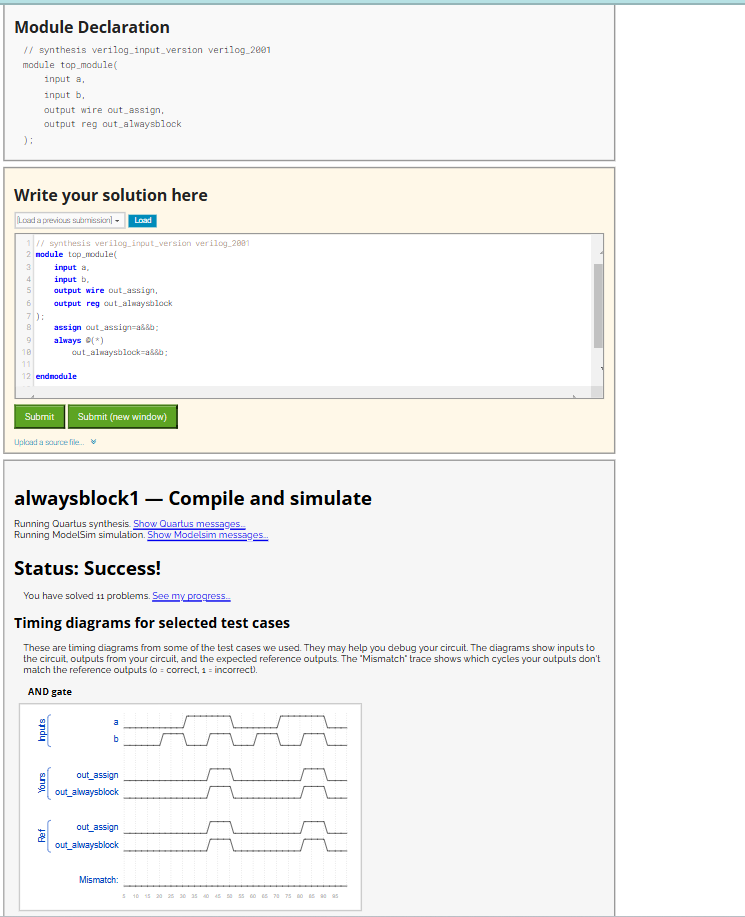 Module Declaration
// synthesis verilog_input_version verilog_2001
module top_module(
    input a,
    input b,
    output wire out_assign,
    output reg out_alwaysblock
);
Write your solution here
[Load a previous submission]
Load
1 // synthesis verilog_input_version verilog_2001
2 module top_module(
3     input a,
4     input b,
5     output wire out_assign,
6     output reg out_alwaysblock
7 );
8     assign out_assign=a&&b;
9     always @(*)
10         out_alwaysblock=a&&b;
11
12 endmodule
Submit
Submit (new window)
Upload a source file...
alwaysblock1 — Compile and simulate
Running Quartus synthesis. Show Quartus messages...
Running ModelSim simulation. Show Modelsim messages...
Status: Success!
You have solved 11 problems. See my progress...
Timing diagrams for selected test cases
These are timing diagrams from some of the test cases we used. They may help you debug your circuit. The diagrams show inputs to
the circuit, outputs from your circuit, and the expected reference outputs. The "Mismatch" trace shows which cycles your outputs don't
match the reference outputs (0 = correct, 1 = incorrect).
AND gate
Inputs
a
b
Yours
out_assign
out_alwaysblock
Ref
out_assign
out_alwaysblock
Mismatch:
5 10 15 20 25 30 35 40 45 50 55 60 65 70 75 80 85 90 95